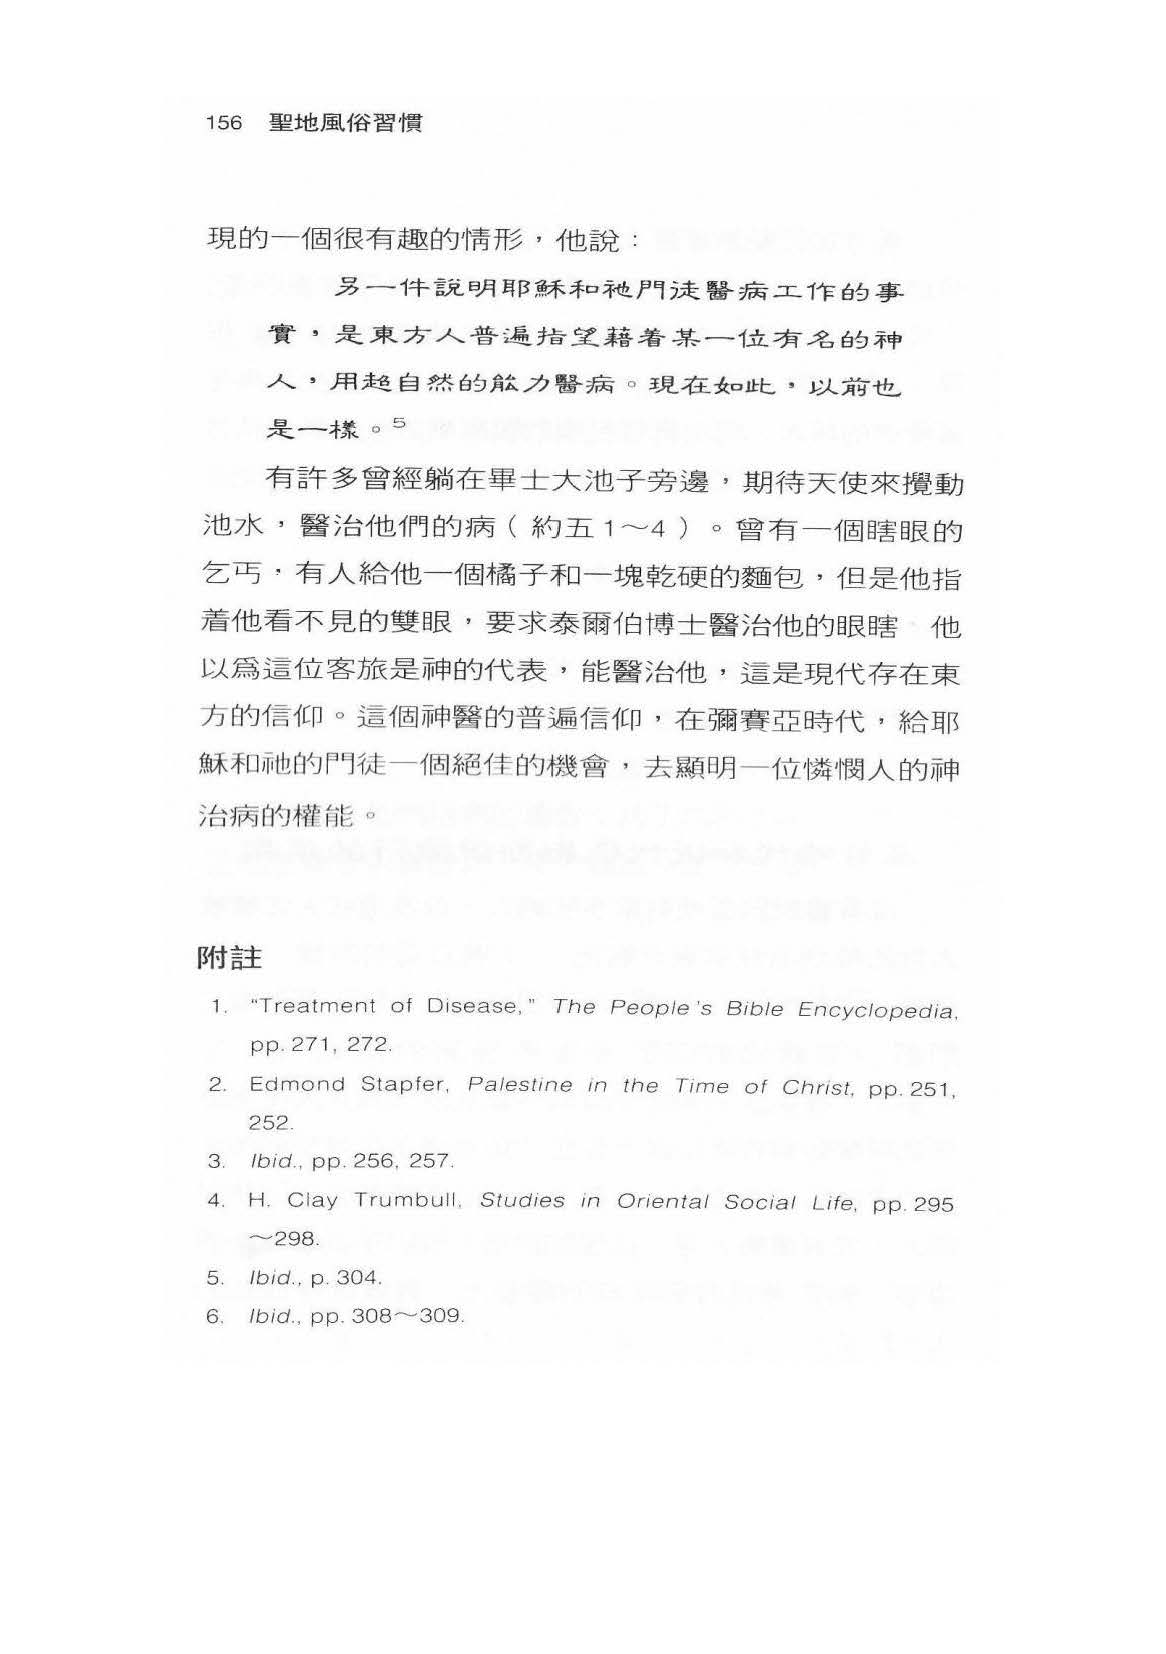 156 聖地風俗習慣
現的一個很有趣的情形，他說：
另一件說明耶穌和祂門徒醫病工作的事
實，是東方人普遍指望藉着某一位有名的神
人，用超自然的能力醫病。現在如此，以前也
是一樣。5
有許多曾經躺在畢士大池子旁邊，期待天使來攪動
池水，醫治他們的病（約五1～4）。曾有一個瞎眼的
乞丐，有人給他一個橘子和一塊乾硬的麵包，但是他指
着他看不見的雙眼，要求泰爾伯博士醫治他的眼瞎 他
以爲這位客旅是神的代表，能醫治他，這是現代存在東
方的信仰。這個神醫的普遍信仰，在彌賽亞時代，給耶
穌和祂的門徒一個絕佳的機會，去顯明一位憐憫人的神
治病的權能。
附註
1. “Treatment of Disease,” The People's Bible Encyclopedia,
pp. 271, 272.
2. Edmond Stapfer, Palestine in the Time of Christ, pp. 251,
252.
3. Ibid., pp. 256, 257.
4. H. Clay Trumbull, Studies in Oriental Social Life, pp. 295
～298.
5. Ibid., p. 304.
6. Ibid., pp. 308～309.